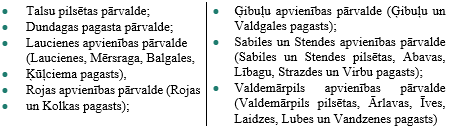 Talsu pilsētas pārvalde;
Dundagas pagasta pārvalde;
Laucienes apvienības pārvalde
(Laucienes, Mērsraga, Balgales,
Ķūļciema pagasts),
Rojas apvienības pārvalde (Rojas
un Kolkas pagasts);
Ģibuļu apvienības pārvalde (Ģibuļu un
Valdgales pagasts);
Sabiles un Stendes apvienības pārvalde
(Sabiles un Stendes pilsētas, Abavas,
Lībagu, Strazdes un Virbu pagasts);
Valdemārpils apvienības pārvalde
(Valdemārpils pilsētas, Ārlavas, Īves,
Laidzes, Lubes un Vandzenes pagasts)